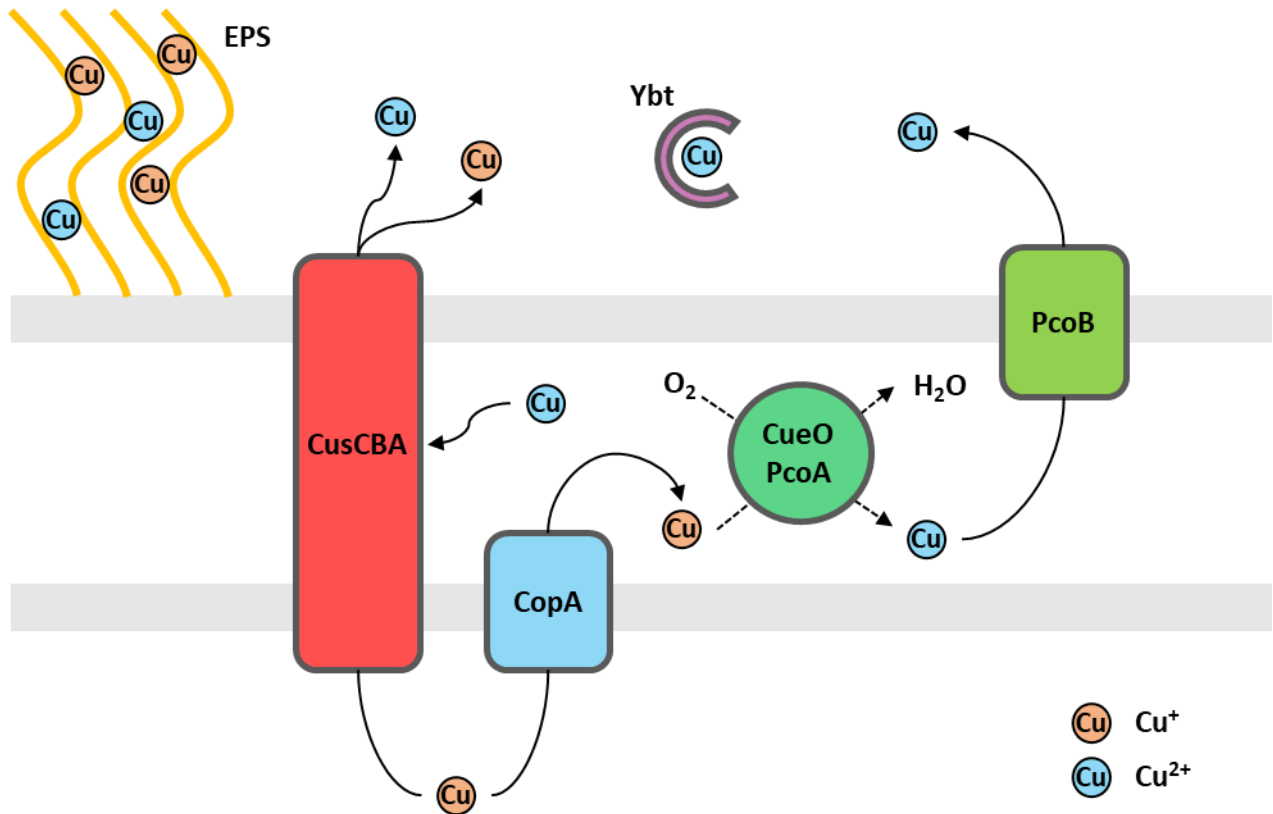 EPS
Cu
Cu
Cu
Cu
Cu
Cu
Cu
Ybt
Cu
Cu
PcoB
O₂
H₂O
CusCBA
Cu
CueO
PcoA
Cu
Cu
CopA
Cu
Cu Cu⁺
Cu Cu²⁺